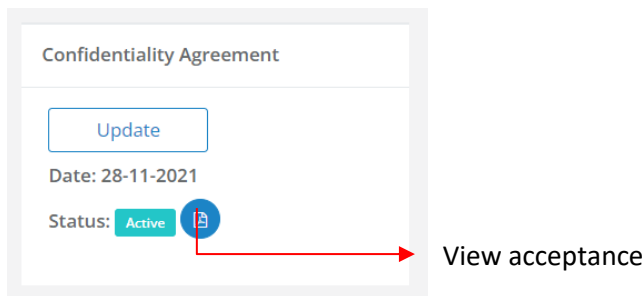 Confidentiality Agreement
Update
Date: 28-11-2021
Status: Active
View acceptance